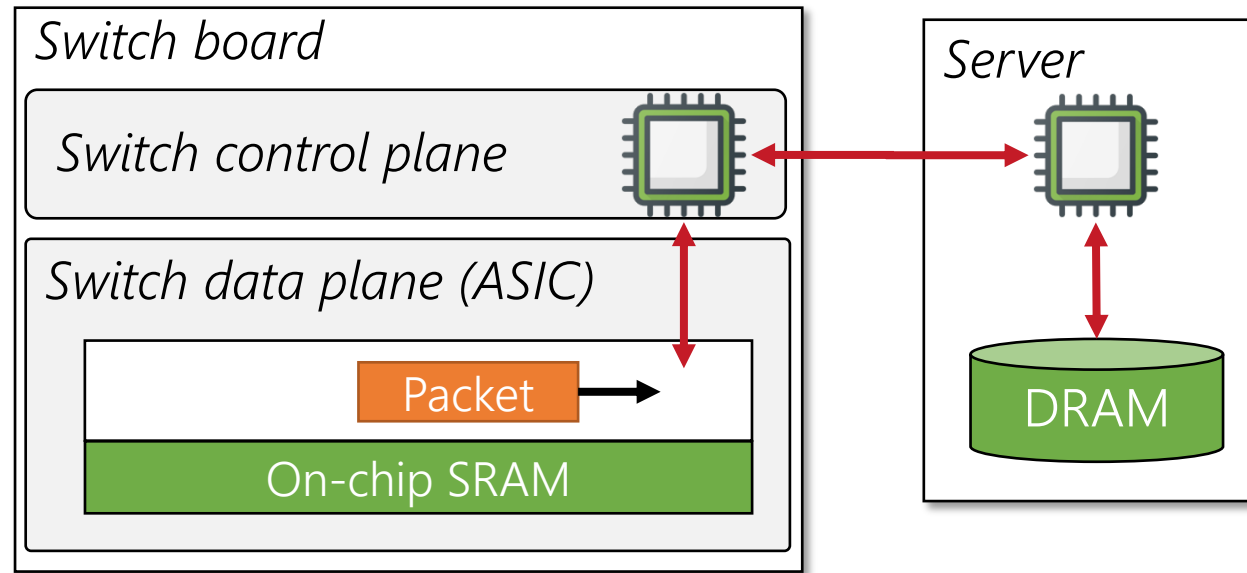 Switch board
Switch control plane
Switch data plane (ASIC)
Packet
On-chip SRAM
Server
DRAM